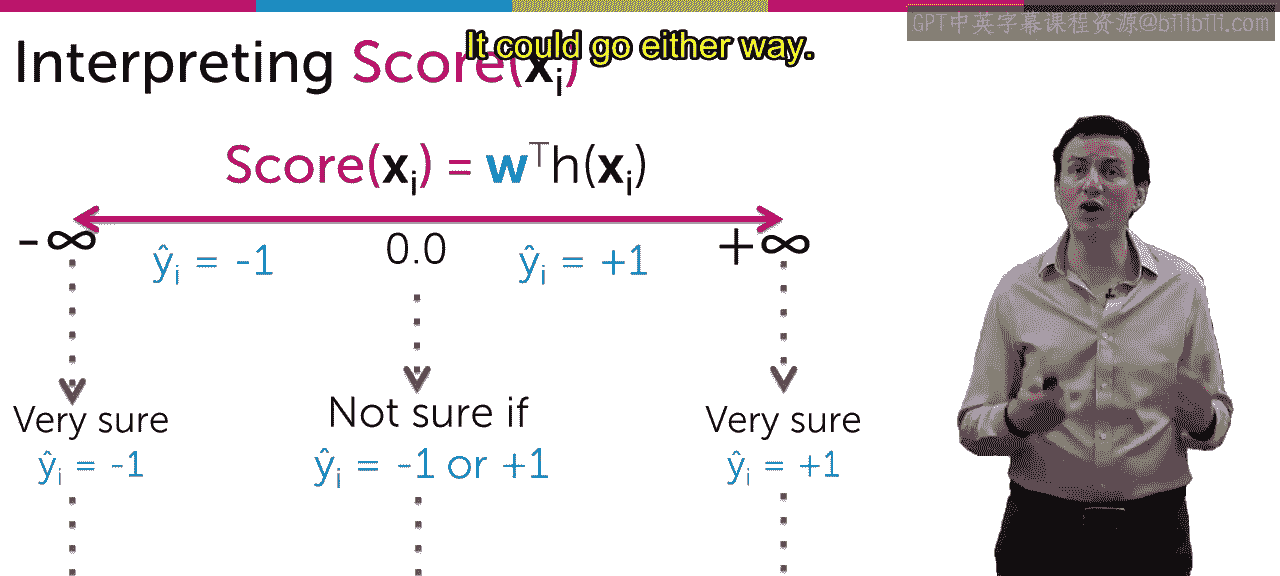 GPT中英字幕课程资源@bilibili.com
It could go either way.
Interpreting Score(xᵢ)
Score(xᵢ) = wᵀh(xᵢ)
-∞ ŷᵢ = -1 0.0 ŷᵢ = +1 +∞
Very sure
ŷᵢ = -1
Not sure if
ŷᵢ = -1 or +1
Very sure
ŷᵢ = +1